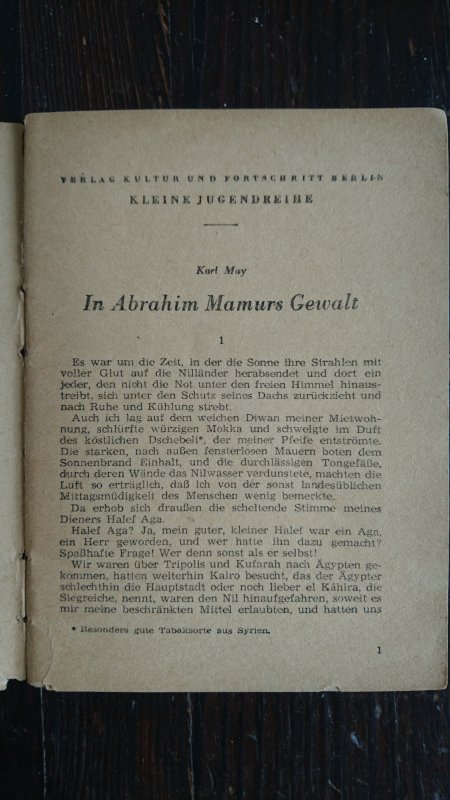 VERLAG KULTUR UND FORTSCHRITT BERLIN
KLEINE JUGENDREIHE
Karl May
In Abrahim Mamurs Gewalt
1
Es war um die Zeit, in der die Sonne ihre Strahlen mit
voller Glut auf die Nilländer herabsendet und dort ein
jeder, den nicht die Not unter den freien Himmel hinaus-
treibt, sich unter den Schutz seines Dachs zurückzieht und
nach Ruhe und Kühlung strebt.
Auch ich lag auf dem weichen Diwan meiner Mietwoh-
nung, schlürfte würzigen Mokka und schwelgte im Duft
des köstlichen Dschebeli*, der meiner Pfeife entströmte.
Die starken, nach außen fensterlosen Mauern boten dem
Sonnenbrand Einhalt, und die durchlässigen Tongefäße,
durch deren Wände das Nilwasser verdunstete, machten die
Luft so erträglich, daß ich von der sonst landesüblichen
Mittagsmüdigkeit des Menschen wenig bemerkte.
Da erhob sich draußen die scheltende Stimme meines
Dieners Halef Aga.
Halef Aga? Ja, mein guter, kleiner Halef war ein Aga,
ein Herr geworden, und wer hatte ihn dazu gemacht?
Spaßhafte Frage! Wer denn sonst als er selbst!
Wir waren über Tripolis und Kufarah nach Ägypten ge-
kommen, hatten weiterhin Kairo besucht, das der Ägypter
schlechthin die Hauptstadt oder noch lieber el Káhira, die
Siegreiche, nennt, waren den Nil hinaufgefahren, soweit es
mir meine beschränkten Mittel erlaubten, und hatten uns
* Besonders gute Tabaksorte aus Syrien.
1